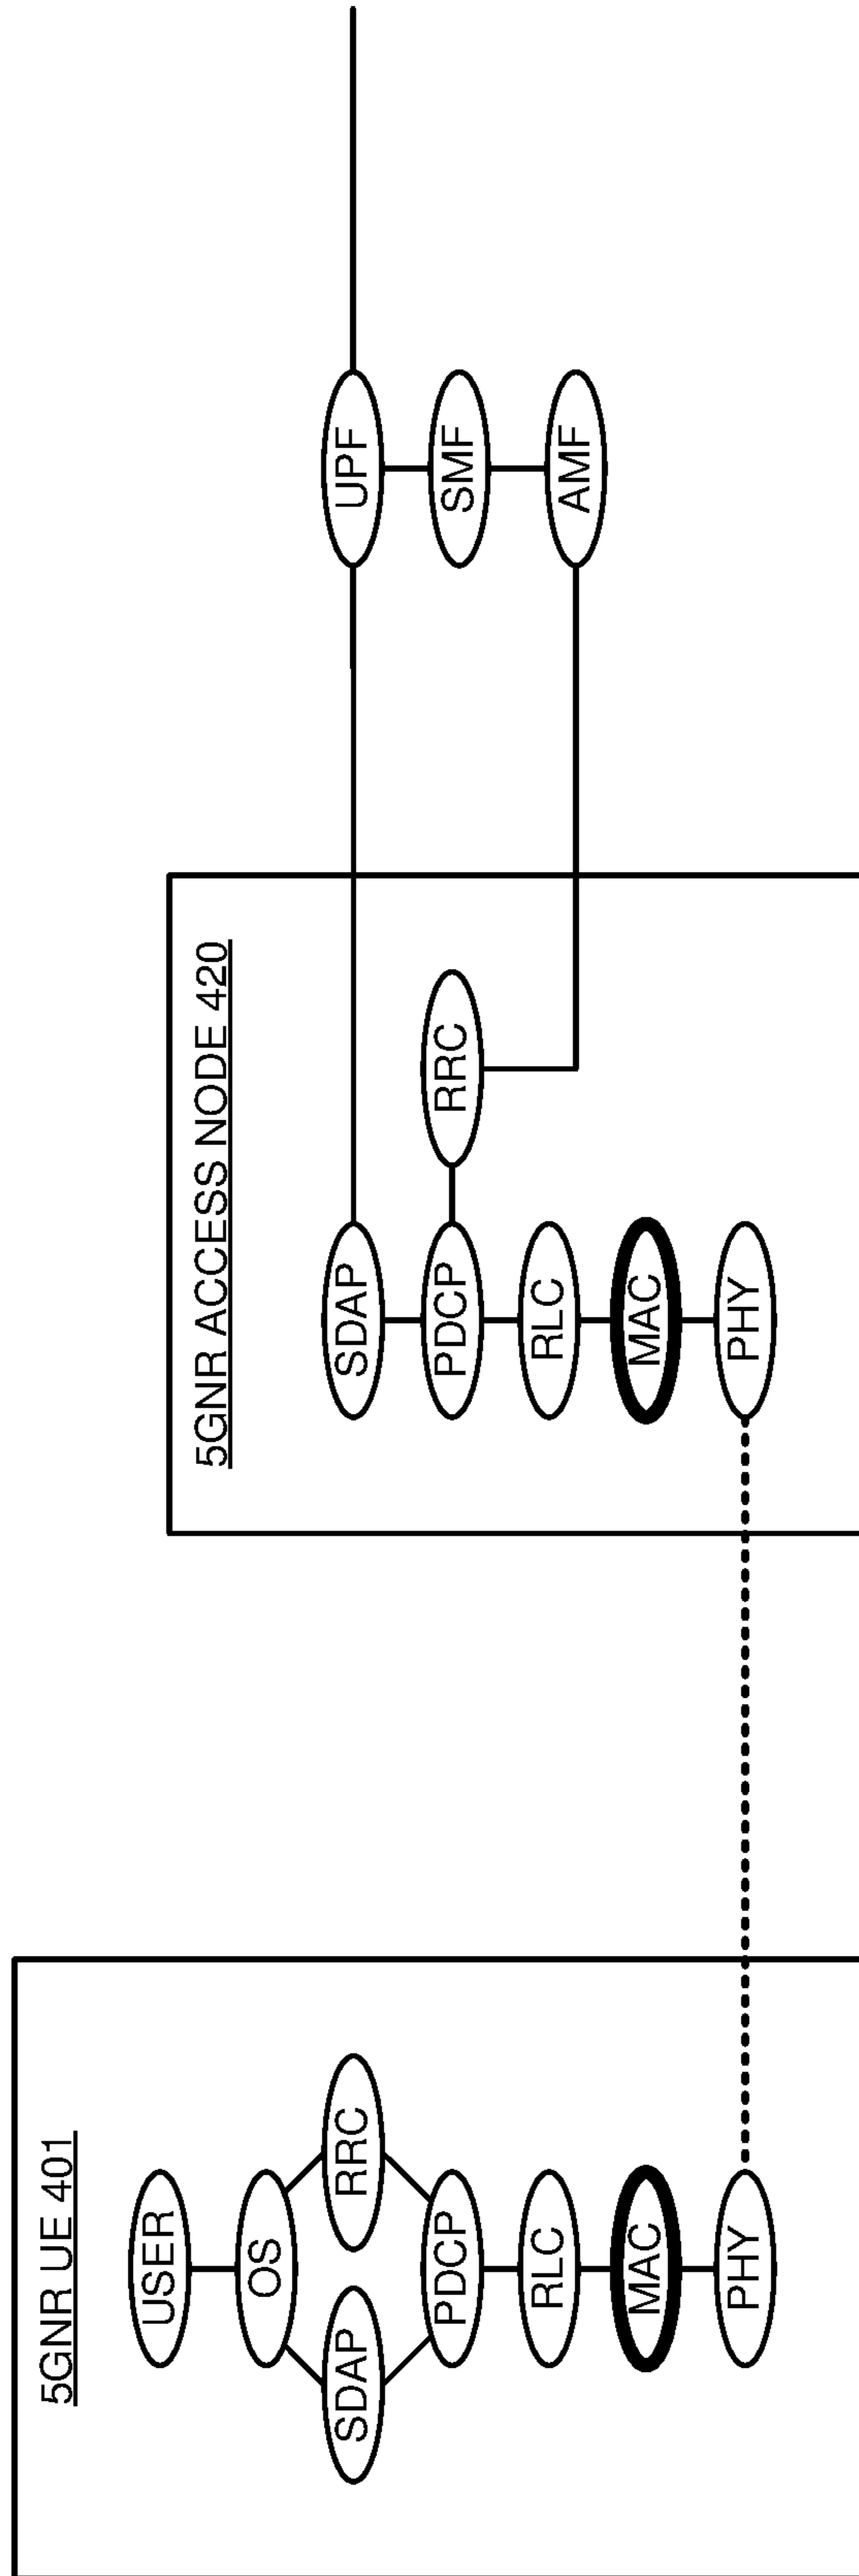 5GNR UE 401
USER
OS
SDAP
RRC
PDCP
RLC
MAC
PHY
5GNR ACCESS NODE 420
SDAP
PDCP
RRC
RLC
MAC
PHY
UPF
SMF
AMF